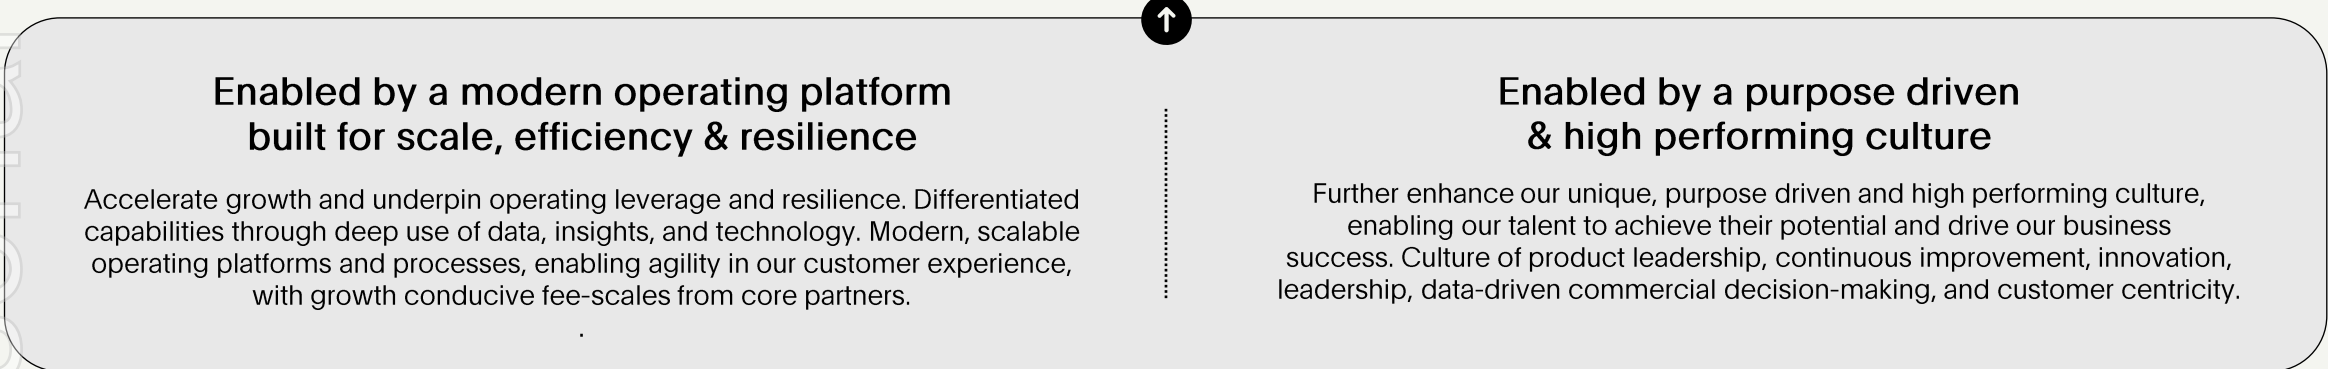 Enabled by a modern operating platform
built for scale, efficiency & resilience
Accelerate growth and underpin operating leverage and resilience. Differentiated
capabilities through deep use of data, insights, and technology. Modern, scalable
operating platforms and processes, enabling agility in our customer experience,
with growth conducive fee-scales from core partners.
.
Enabled by a purpose driven
& high performing culture
Further enhance our unique, purpose driven and high performing culture,
enabling our talent to achieve their potential and drive our business
success. Culture of product leadership, continuous improvement, innovation,
leadership, data-driven commercial decision-making, and customer centricity.